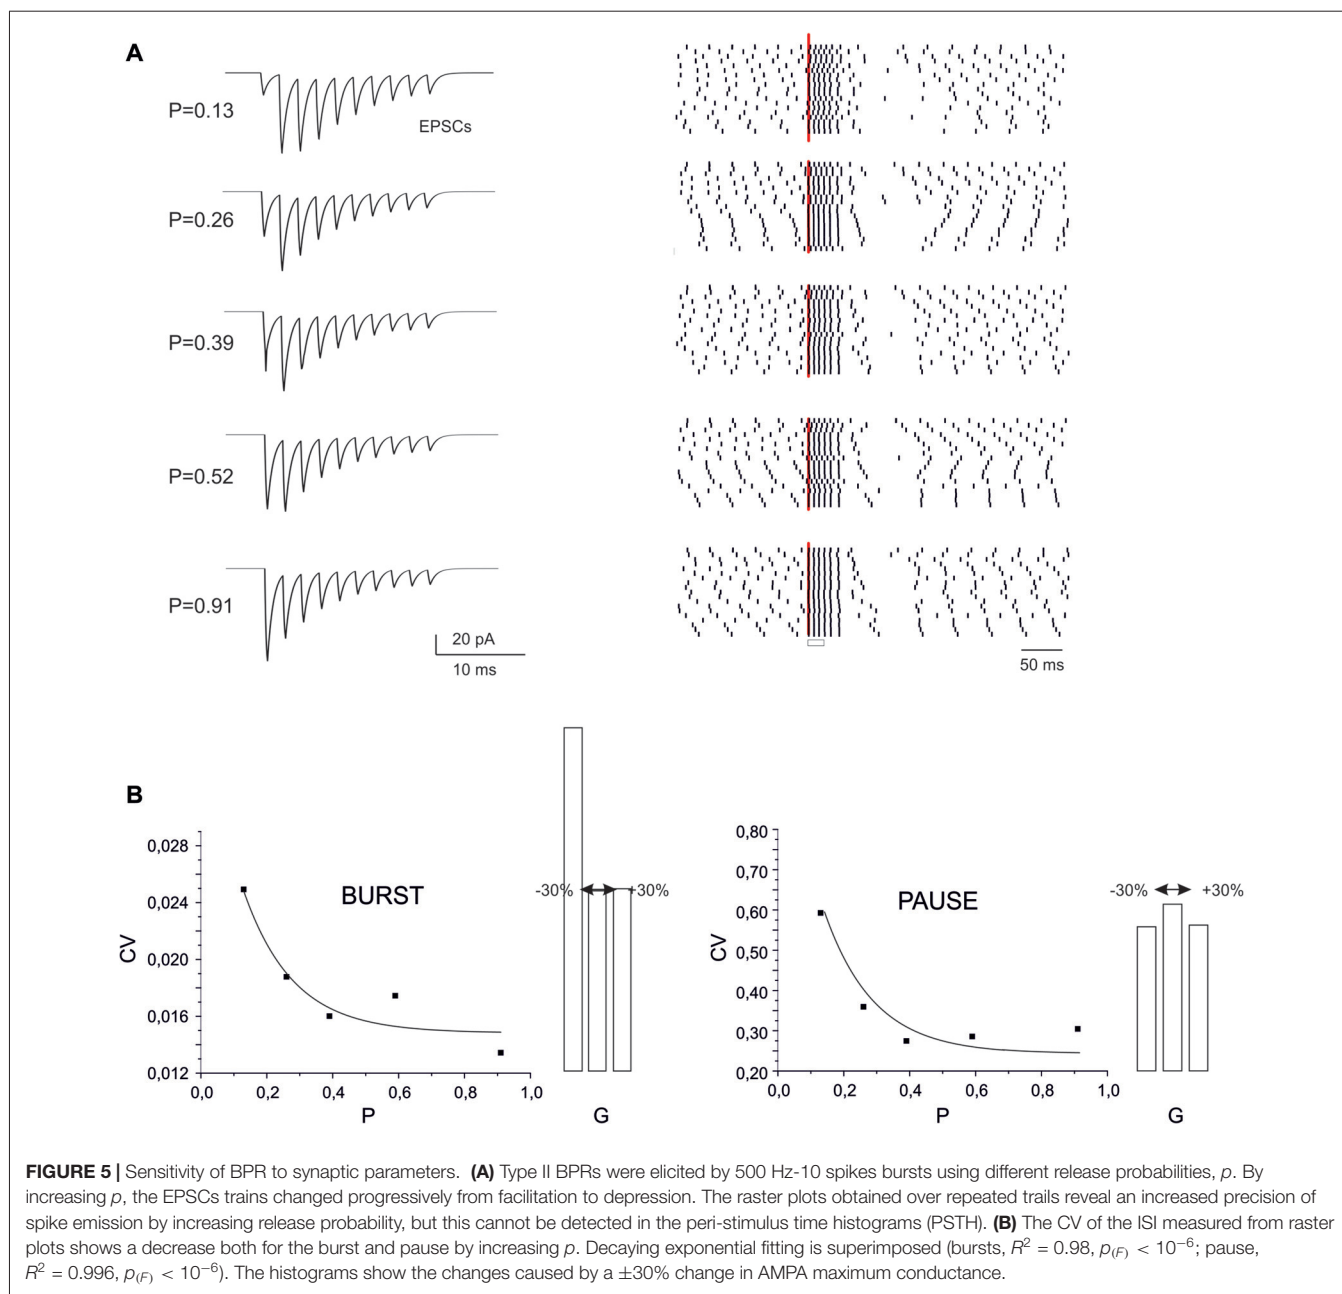 A
P=0.13
EPSCs
P=0.26
P=0.39
P=0.52
P=0.91
20 pA
10 ms
50 ms
B
CV
0,028
0,024
0,020
0,016
0,012
0,0
0,2
0,4
0,6
0,8
1,0
P
BURST
-30%
+30%
G
CV
0,80
0,70
0,60
0,50
0,40
0,30
0,20
0,0
0,2
0,4
0,6
0,8
1,0
P
PAUSE
-30%
+30%
G
FIGURE 5 | Sensitivity of BPR to synaptic parameters. (A) Type II BPRs were elicited by 500 Hz-10 spikes bursts using different release probabilities, p. By
increasing p, the EPSCs trains changed progressively from facilitation to depression. The raster plots obtained over repeated trails reveal an increased precision of
spike emission by increasing release probability, but this cannot be detected in the peri-stimulus time histograms (PSTH). (B) The CV of the ISI measured from raster
plots shows a decrease both for the burst and pause by increasing p. Decaying exponential fitting is superimposed (bursts, R² = 0.98, p(F) < 10⁻⁶; pause,
R² = 0.996, p(F) < 10⁻⁶). The histograms show the changes caused by a ±30% change in AMPA maximum conductance.